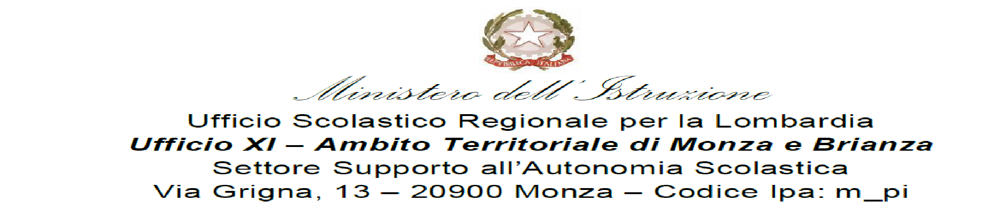 REPVBBLICA ITALIANA
Ministero dell'Istruzione
Ufficio Scolastico Regionale per la Lombardia
Ufficio XI – Ambito Territoriale di Monza e Brianza
Settore Supporto all’Autonomia Scolastica
Via Grigna, 13 – 20900 Monza – Codice Ipa: m_pi